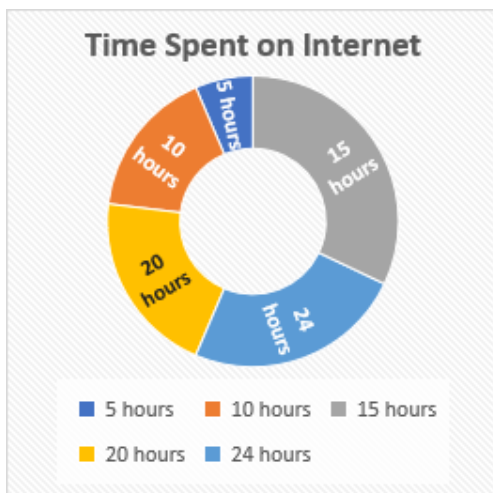 Time Spent on Internet
5 hours
15
hours
10
hours
20
hours
24
hours
5 hours
10 hours
15 hours
20 hours
24 hours